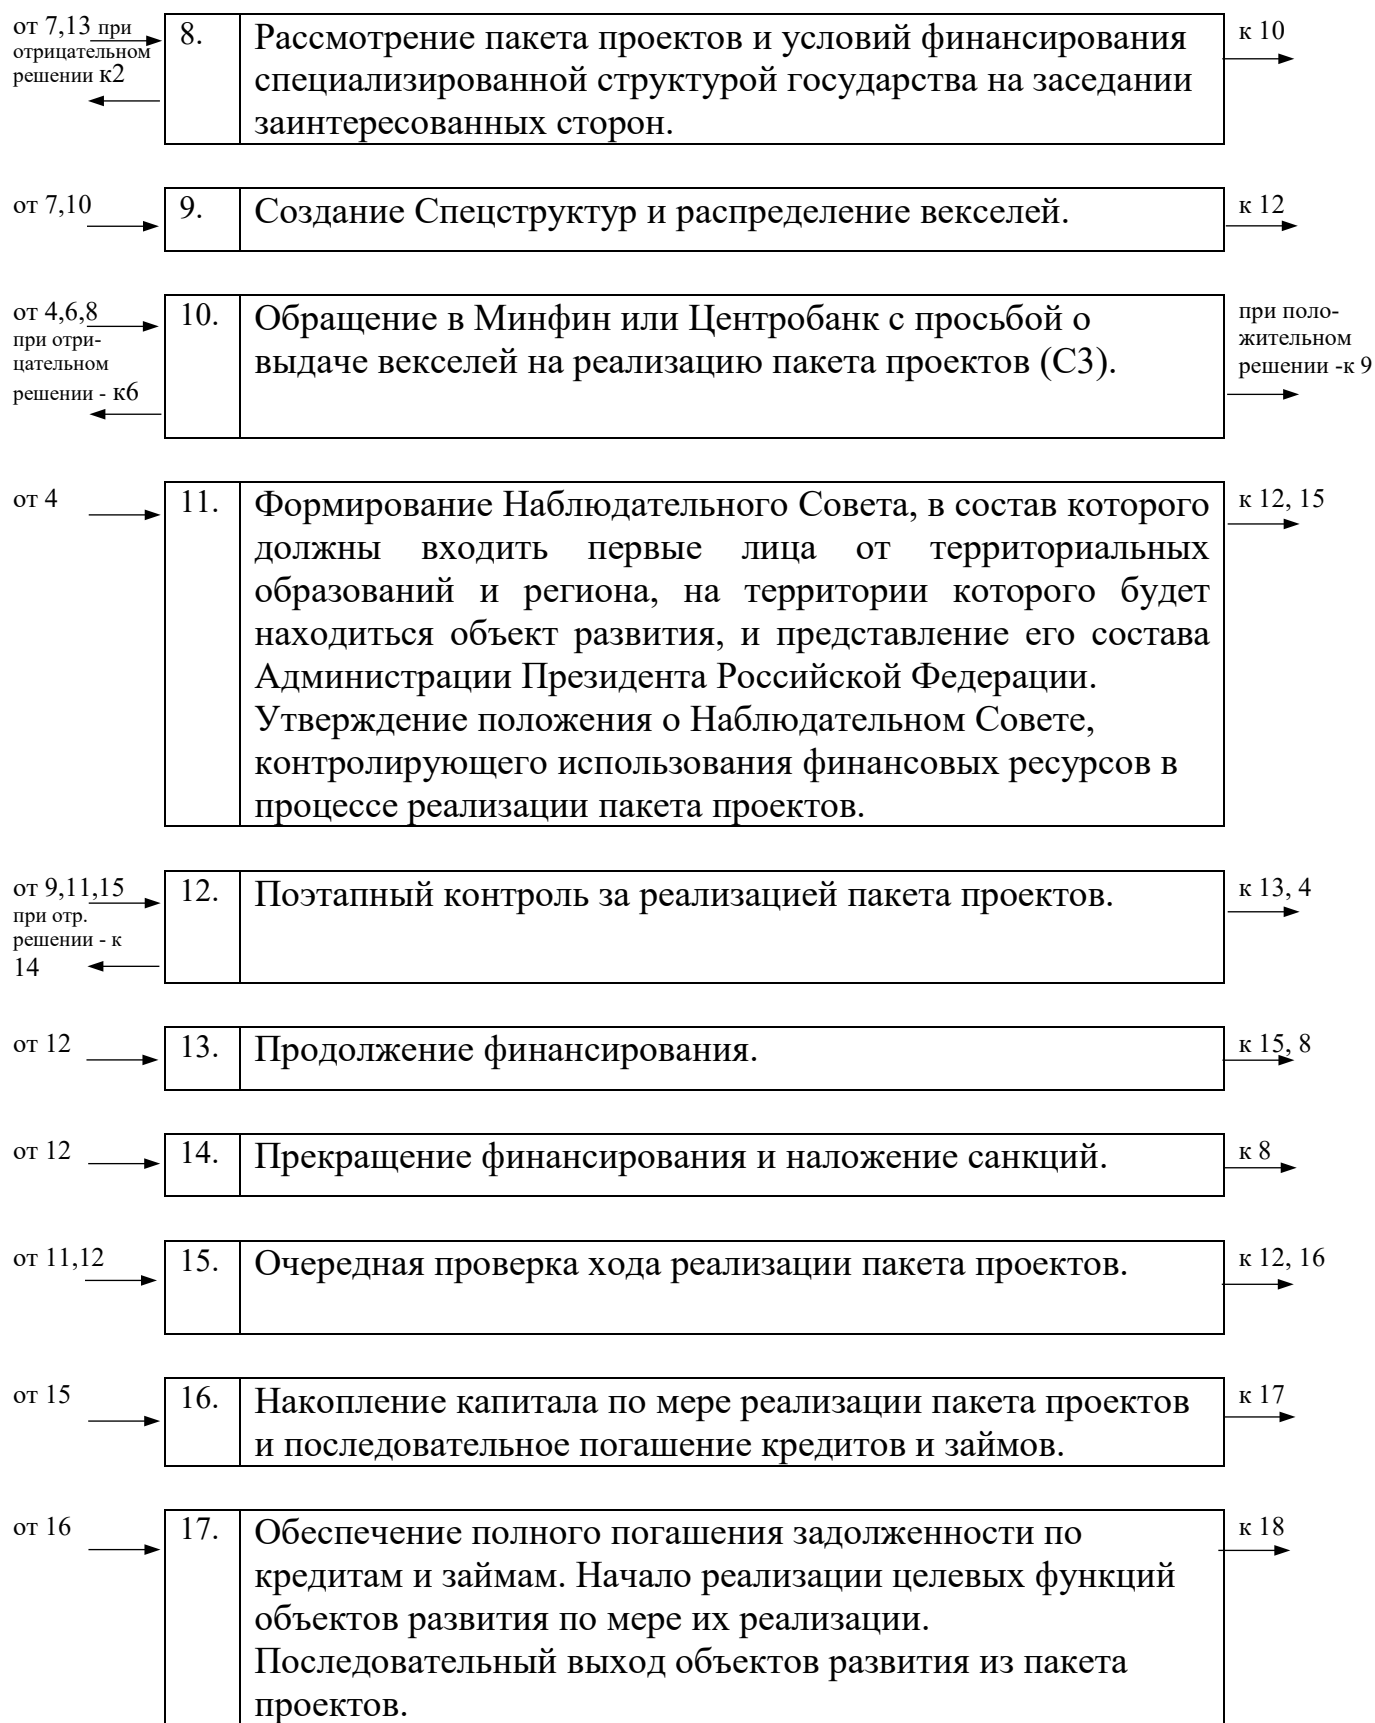 от 7,13 при
отрицательном
решении к2
8.
Рассмотрение пакета проектов и условий финансирования
специализированной структурой государства на заседании
заинтересованных сторон.
к 10
от 7,10
9.
Создание Спецструктур и распределение векселей.
к 12
от 4,6,8
при отри-
цательном
решении - к6
10.
Обращение в Минфин или Центробанк с просьбой о
выдаче векселей на реализацию пакета проектов (С3).
при поло-
жительном
решении -к 9
от 4
11.
Формирование Наблюдательного Совета, в состав которого
должны входить первые лица от территориальных
образований и региона, на территории которого будет
находиться объект развития, и представление его состава
Администрации Президента Российской Федерации.
Утверждение положения о Наблюдательном Совете,
контролирующего использования финансовых ресурсов в
процессе реализации пакета проектов.
к 12, 15
от 9,11,15
при отр.
решении - к
14
12.
Поэтапный контроль за реализацией пакета проектов.
к 13, 4
от 12
13.
Продолжение финансирования.
к 15, 8
от 12
14.
Прекращение финансирования и наложение санкций.
к 8
от 11,12
15.
Очередная проверка хода реализации пакета проектов.
к 12, 16
от 15
16.
Накопление капитала по мере реализации пакета проектов
и последовательное погашение кредитов и займов.
к 17
от 16
17.
Обеспечение полного погашения задолженности по
кредитам и займам. Начало реализации целевых функций
объектов развития по мере их реализации.
Последовательный выход объектов развития из пакета
проектов.
к 18